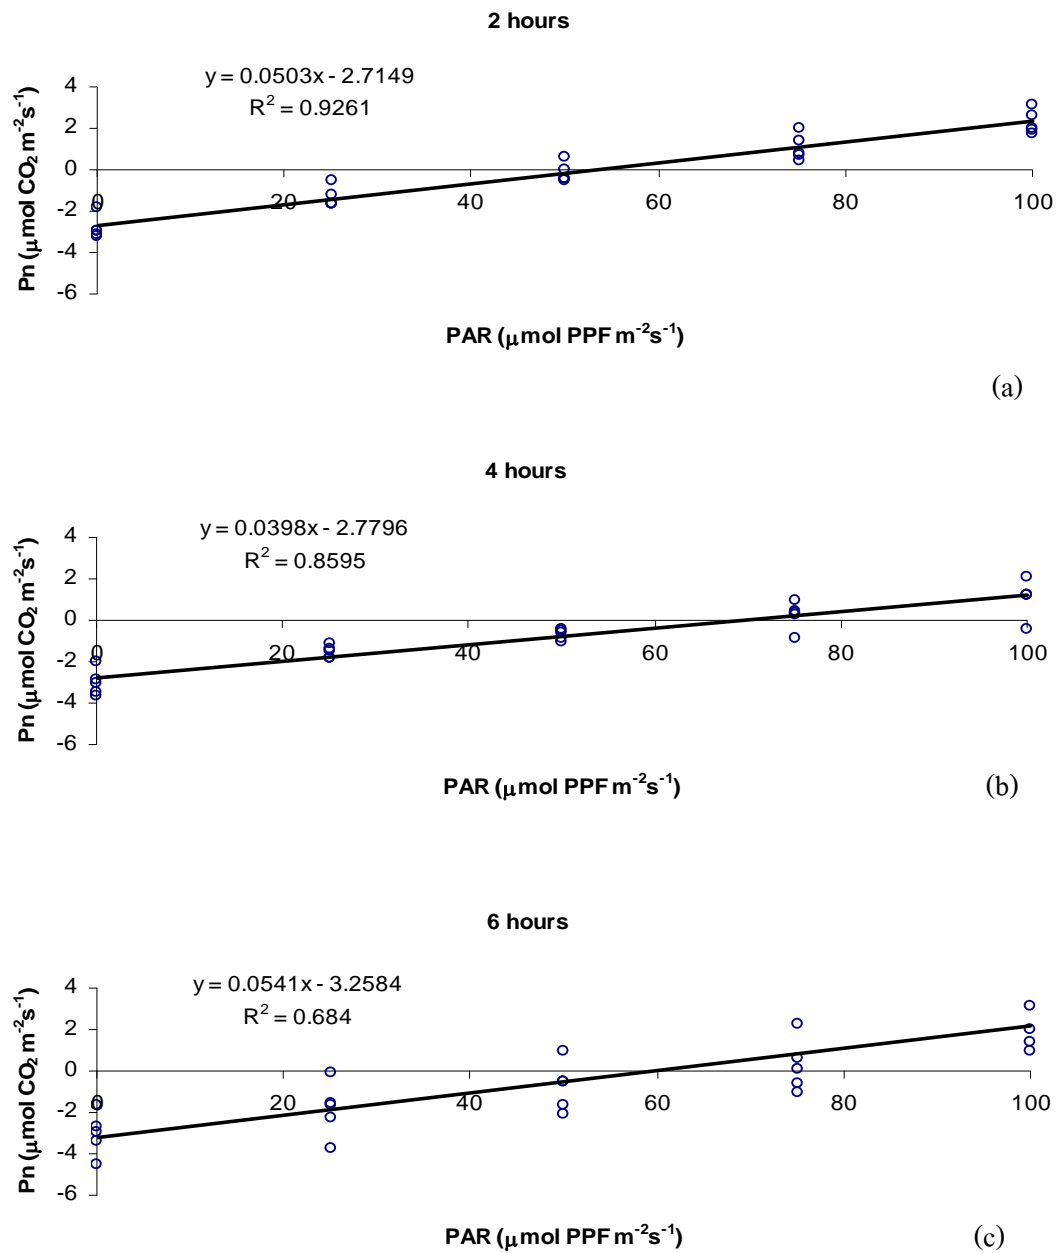 2 hours
y = 0.0503x - 2.7149
R² = 0.9261
4
2
0
-2
-4
-6
0
20
40
60
80
100
Pn (μmol CO₂ m⁻²s⁻¹)
PAR (μmol PPF m⁻²s⁻¹)
(a)
4 hours
y = 0.0398x - 2.7796
R² = 0.8595
4
2
0
-2
-4
-6
0
20
40
60
80
100
Pn (μmol CO₂ m⁻²s⁻¹)
PAR (μmol PPF m⁻²s⁻¹)
(b)
6 hours
y = 0.0541x - 3.2584
R² = 0.684
4
2
0
-2
-4
-6
0
20
40
60
80
100
Pn (μmol CO₂ m⁻²s⁻¹)
PAR (μmol PPF m⁻²s⁻¹)
(c)